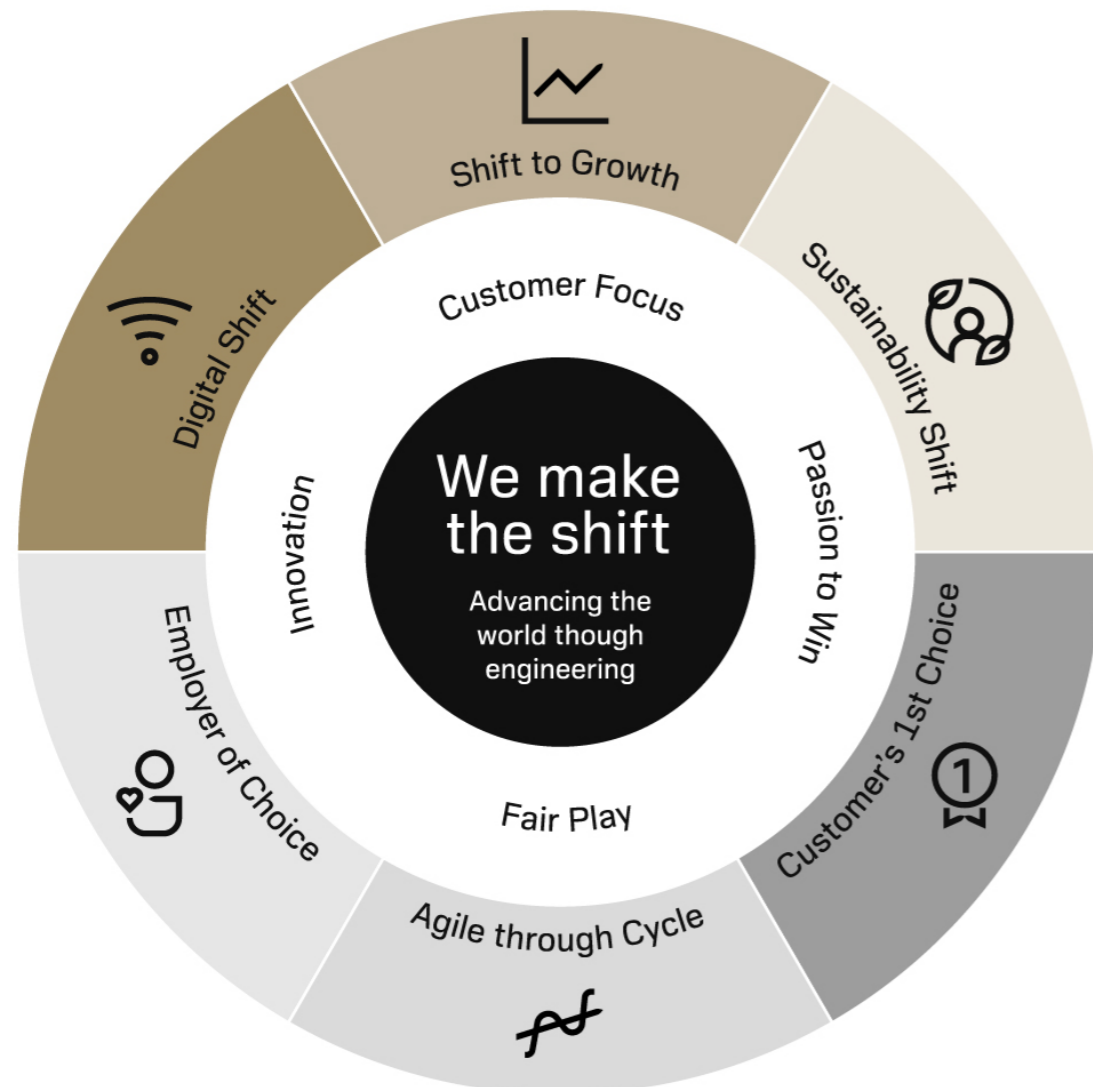 Shift to Growth
Sustainability Shift
Customer's 1st Choice
1
Agile through Cycle
Employer of Choice
Digital Shift
Customer Focus
Passion to Win
Fair Play
Innovation
We make
the shift
Advancing the
world though
engineering